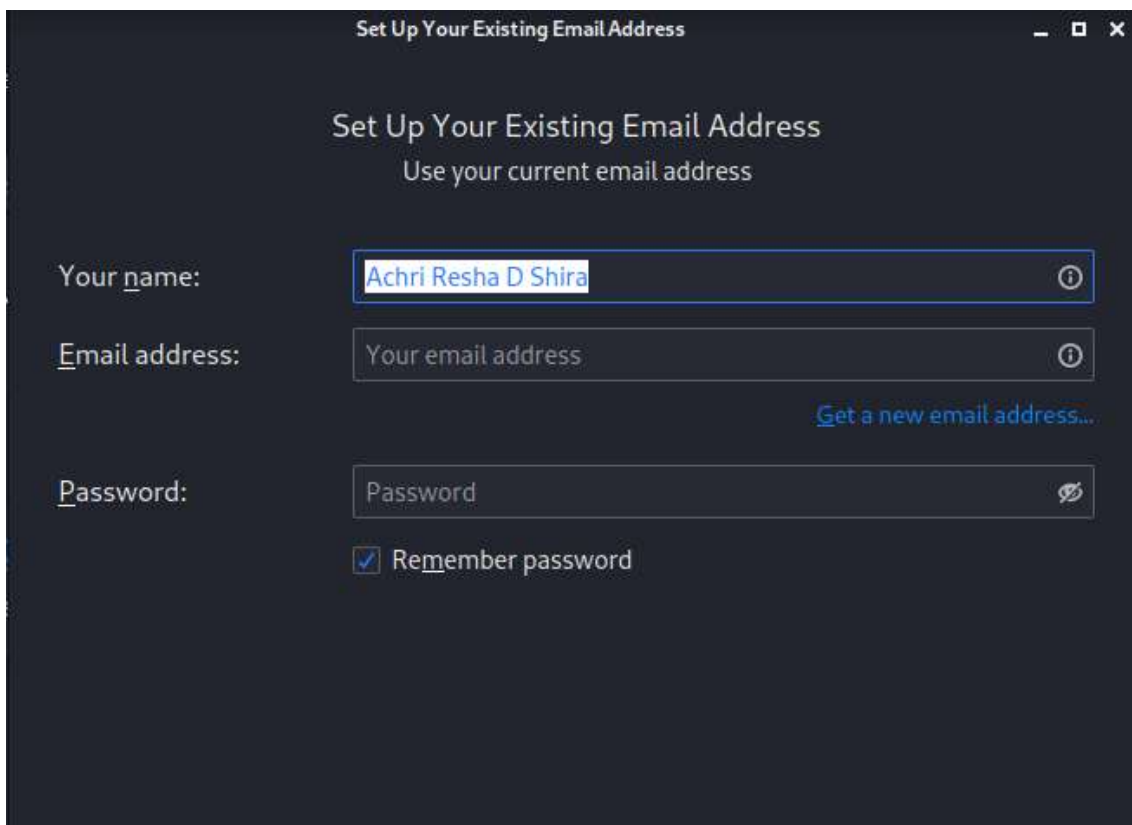 Set Up Your Existing Email Address
Set Up Your Existing Email Address
Use your current email address
Your name:
Achri Resha D Shira
Email address:
Your email address
Get a new email address...
Password:
Password
Remember password